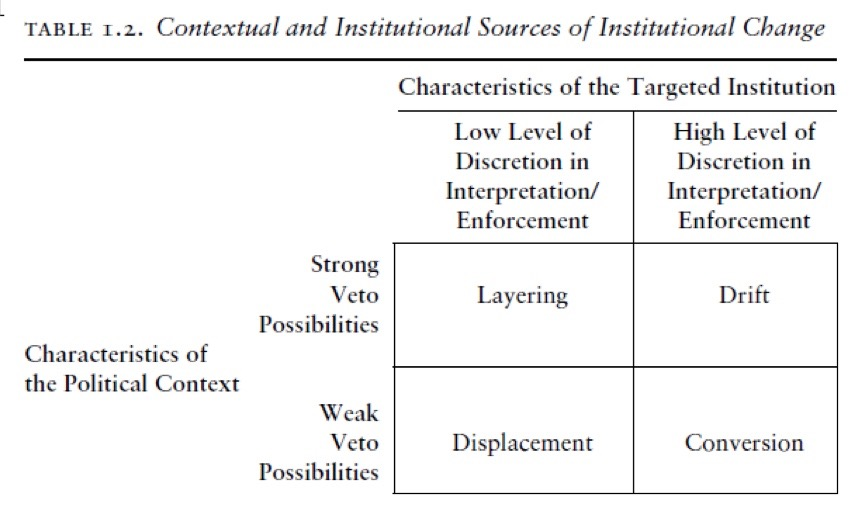 TABLE 1.2. Contextual and Institutional Sources of Institutional Change
Characteristics of the Targeted Institution
Low Level of
Discretion in
Interpretation/
Enforcement
High Level of
Discretion in
Interpretation/
Enforcement
Characteristics of
the Political Context
Strong
Veto
Possibilities
Layering
Drift
Weak
Veto
Possibilities
Displacement
Conversion